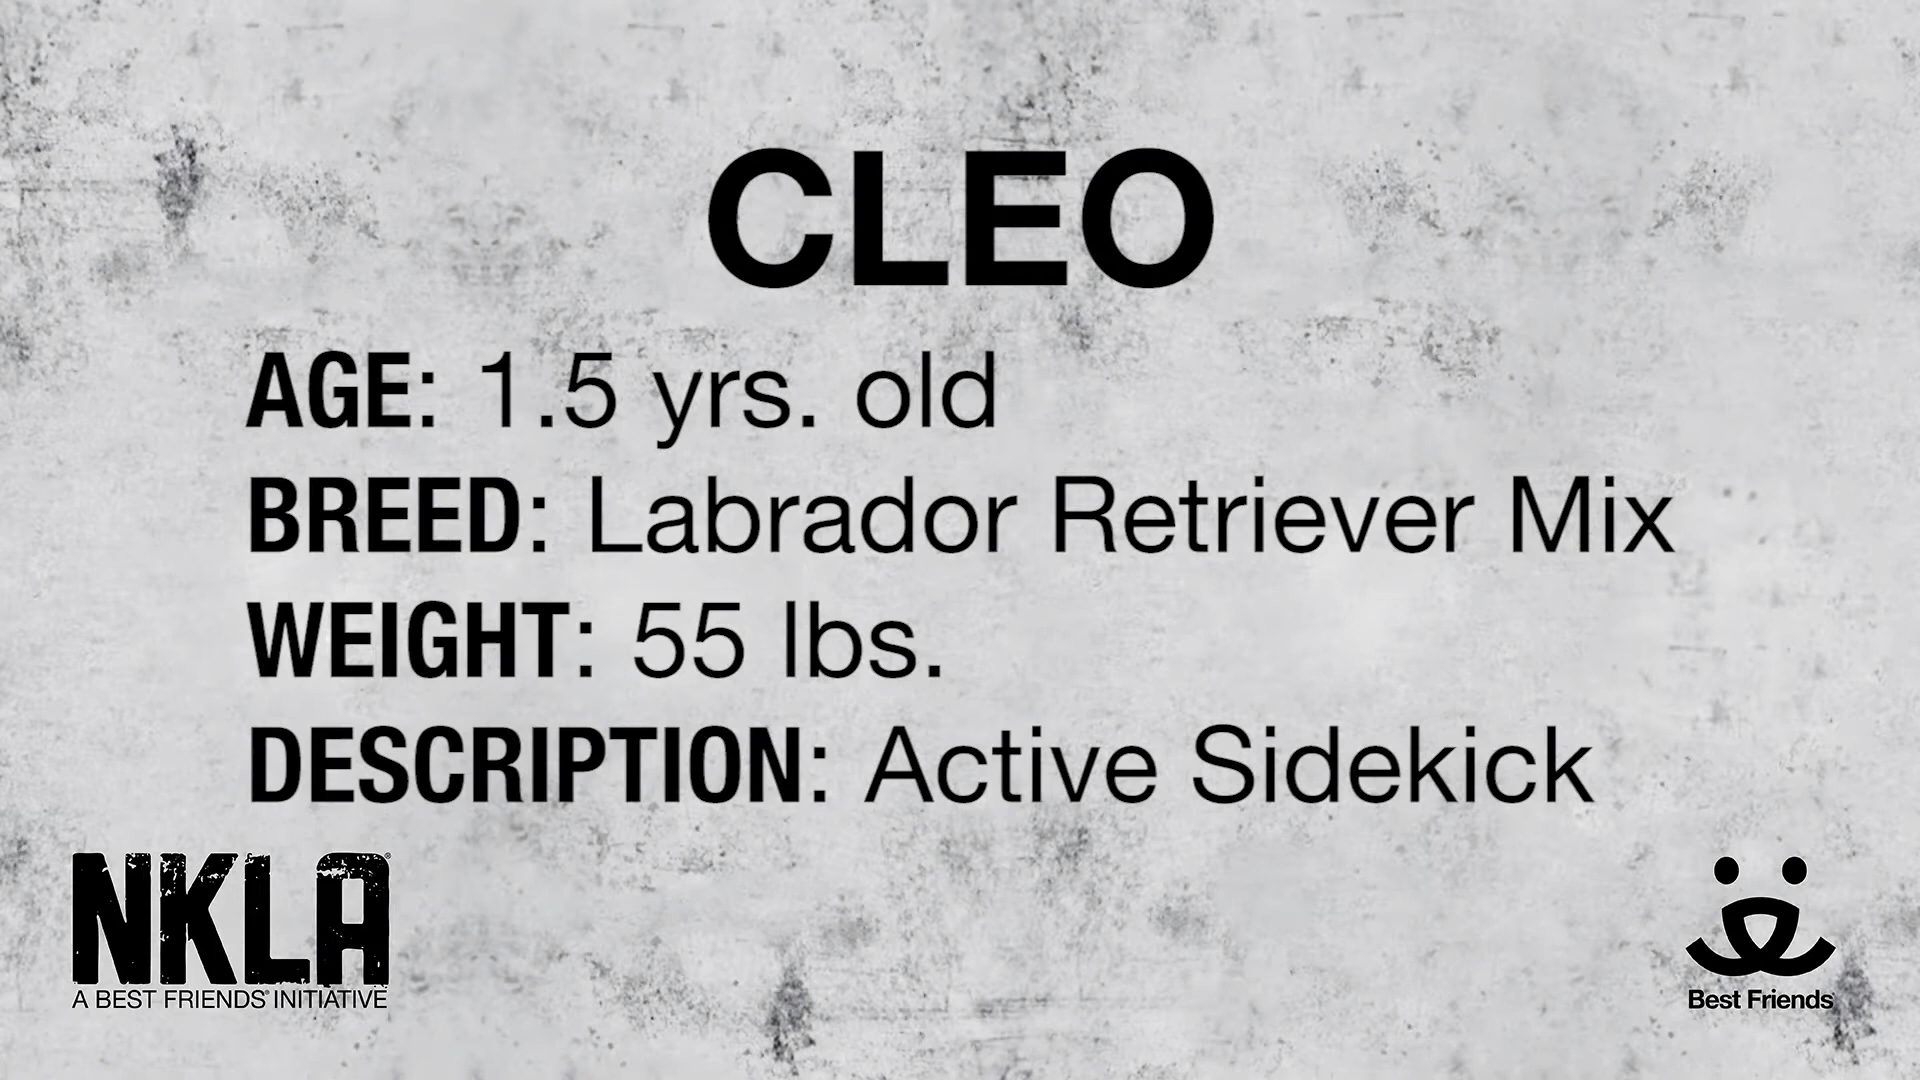 CLEO
AGE: 1.5 yrs. old
BREED: Labrador Retriever Mix
WEIGHT: 55 lbs.
DESCRIPTION: Active Sidekick
NKLA®
A BEST FRIENDS® INITIATIVE
Best Friends